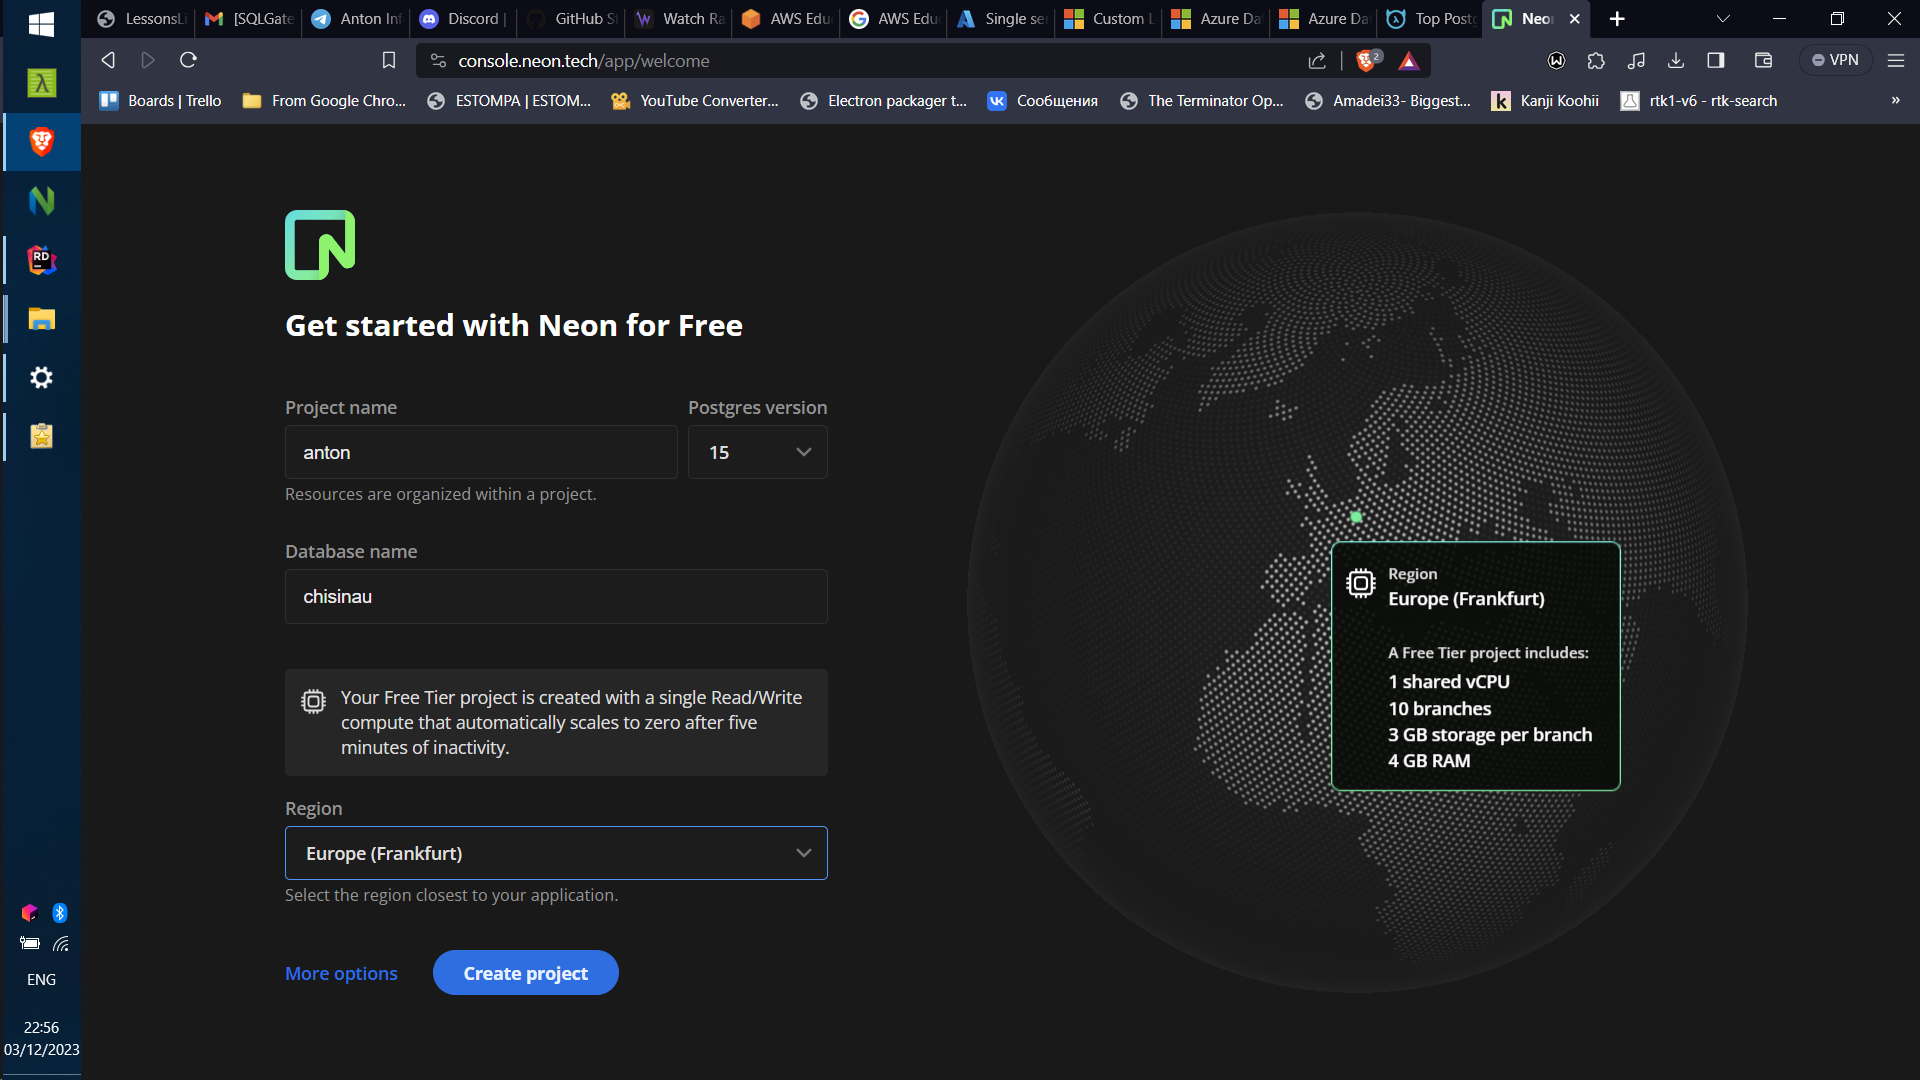 LessonsLi
[SQLGate
Anton Inf
Discord |
GitHub St
Watch Ra
AWS Edu
AWS Edu
Single se
Custom L
Azure Da
Azure Da
Top Postg
Neon
console.neon.tech/app/welcome
2
VPN
Boards | Trello
From Google Chro...
ESTOMPA | ESTOM...
YouTube Converter...
Electron packager t...
Сообщения
The Terminator Op...
Amadei33- Biggest...
Kanji Koohii
rtk1-v6 - rtk-search
»
Get started with Neon for Free
Project name
Postgres version
anton
15
Resources are organized within a project.
Database name
chisinau
Your Free Tier project is created with a single Read/Write
compute that automatically scales to zero after five
minutes of inactivity.
Region
Europe (Frankfurt)
Select the region closest to your application.
More options
Create project
Region
Europe (Frankfurt)
A Free Tier project includes:
1 shared vCPU
10 branches
3 GB storage per branch
4 GB RAM
RD
ENG
22:56
03/12/2023